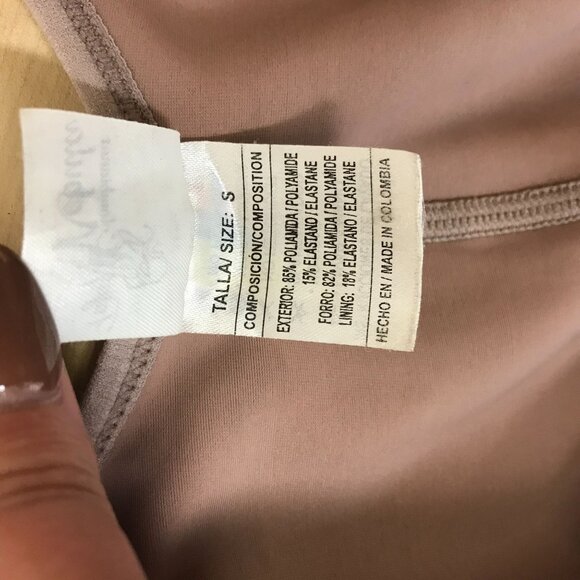 TALLA/ SIZE: S
COMPOSICIÓN/COMPOSITION
EXTERIOR: 85% POLIAMIDA / POLYAMIDE
15% ELASTANO / ELASTANE
FORRO: 82% POLIAMIDA / POLYAMIDE
LINING: 18% ELASTANO / ELASTANE
HECHO EN / MADE IN COLOMBIA